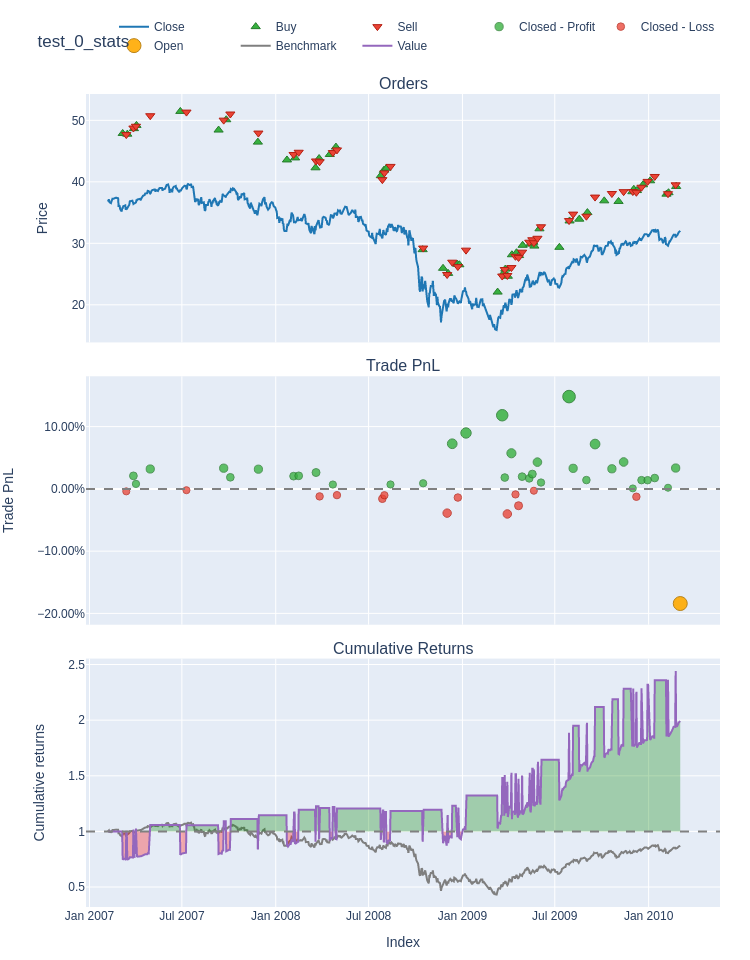 Close
Buy
Sell
Closed - Profit
Closed - Loss
test_0_stats
Open
Benchmark
Value
Orders
50
40
30
20
Price
Trade PnL
10.00%
0.00%
−10.00%
−20.00%
Trade PnL
Cumulative Returns
2.5
2
1.5
1
0.5
Cumulative returns
Jan 2007
Jul 2007
Jan 2008
Jul 2008
Jan 2009
Jul 2009
Jan 2010
Index